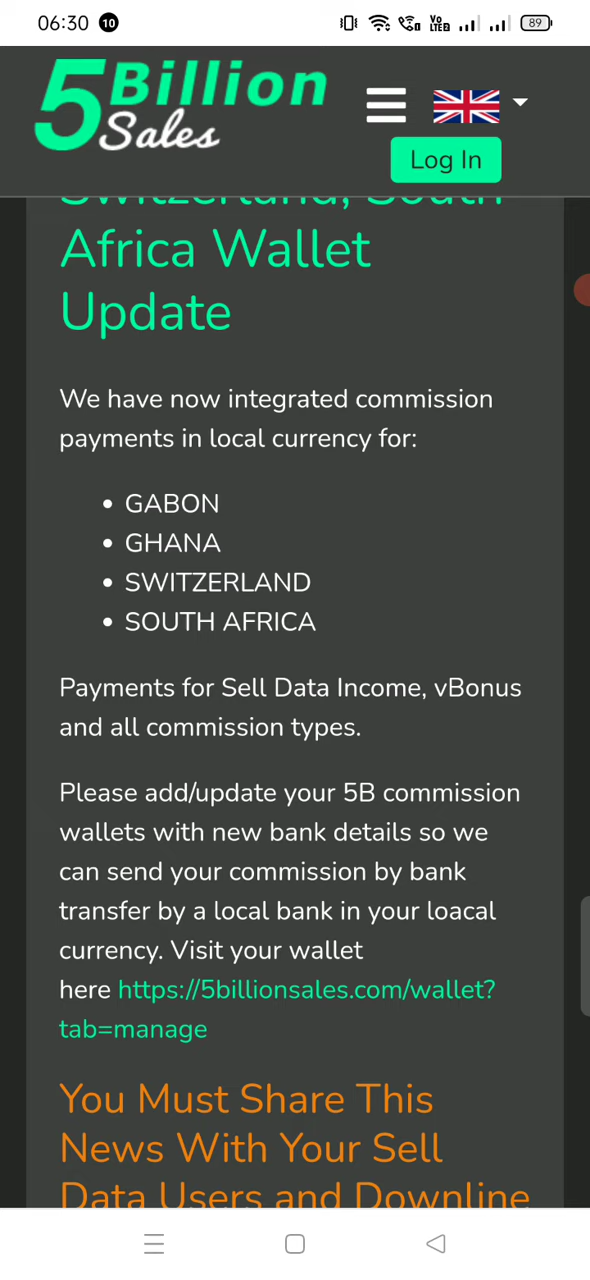 06:30 10 Vo LTE2 89
5Billion
Sales
Log In
Switzerland, South
Africa Wallet
Update
We have now integrated commission
payments in local currency for:
• GABON
• GHANA
• SWITZERLAND
• SOUTH AFRICA
Payments for Sell Data Income, vBonus
and all commission types.
Please add/update your 5B commission
wallets with new bank details so we
can send your commission by bank
transfer by a local bank in your loacal
currency. Visit your wallet
here https://5billionsales.com/wallet?
tab=manage
You Must Share This
News With Your Sell
Data Users and Downline